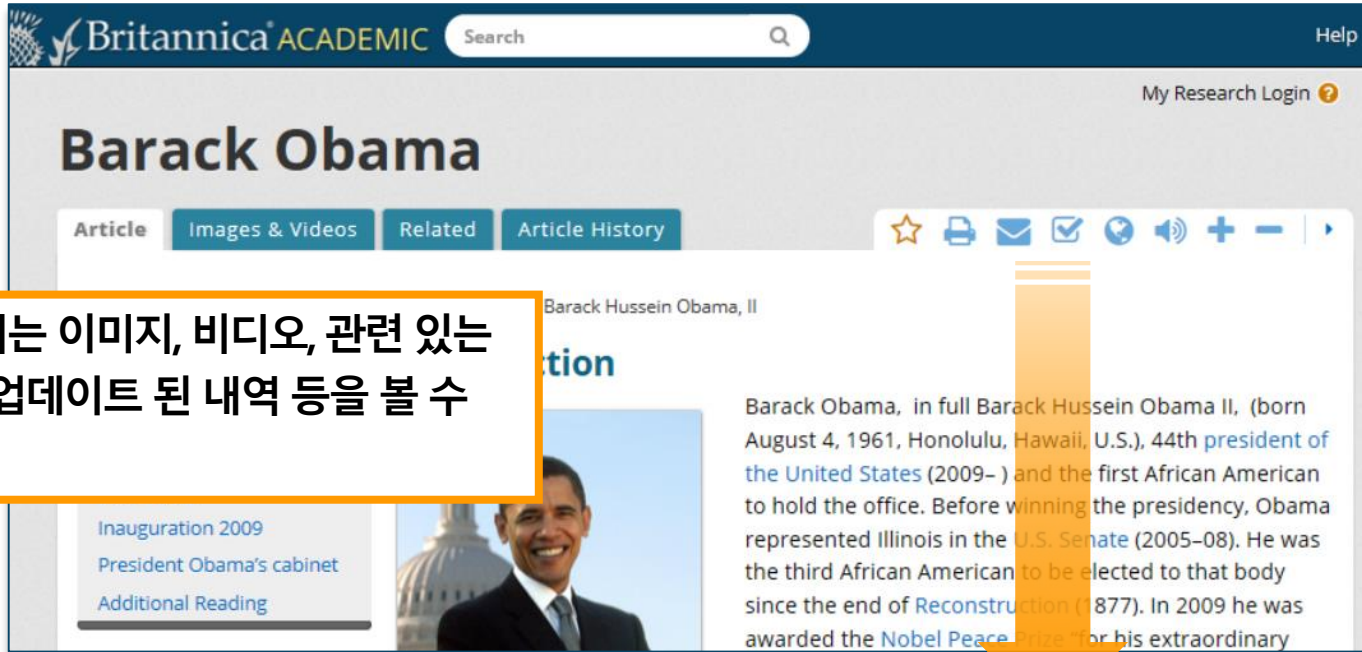 Britannica® ACADEMIC Search Help
My Research Login ?
Barack Obama
Article Images & Videos Related Article History
Barack Hussein Obama, II
는 이미지, 비디오, 관련 있는
업데이트 된 내역 등을 볼 수
ction
Inauguration 2009
President Obama's cabinet
Additional Reading
Barack Obama, in full Barack Hussein Obama II, (born
August 4, 1961, Honolulu, Hawaii, U.S.), 44th president of
the United States (2009– ) and the first African American
to hold the office. Before winning the presidency, Obama
represented Illinois in the U.S. Senate (2005–08). He was
the third African American to be elected to that body
since the end of Reconstruction (1877). In 2009 he was
awarded the Nobel Peace Prize "for his extraordinary